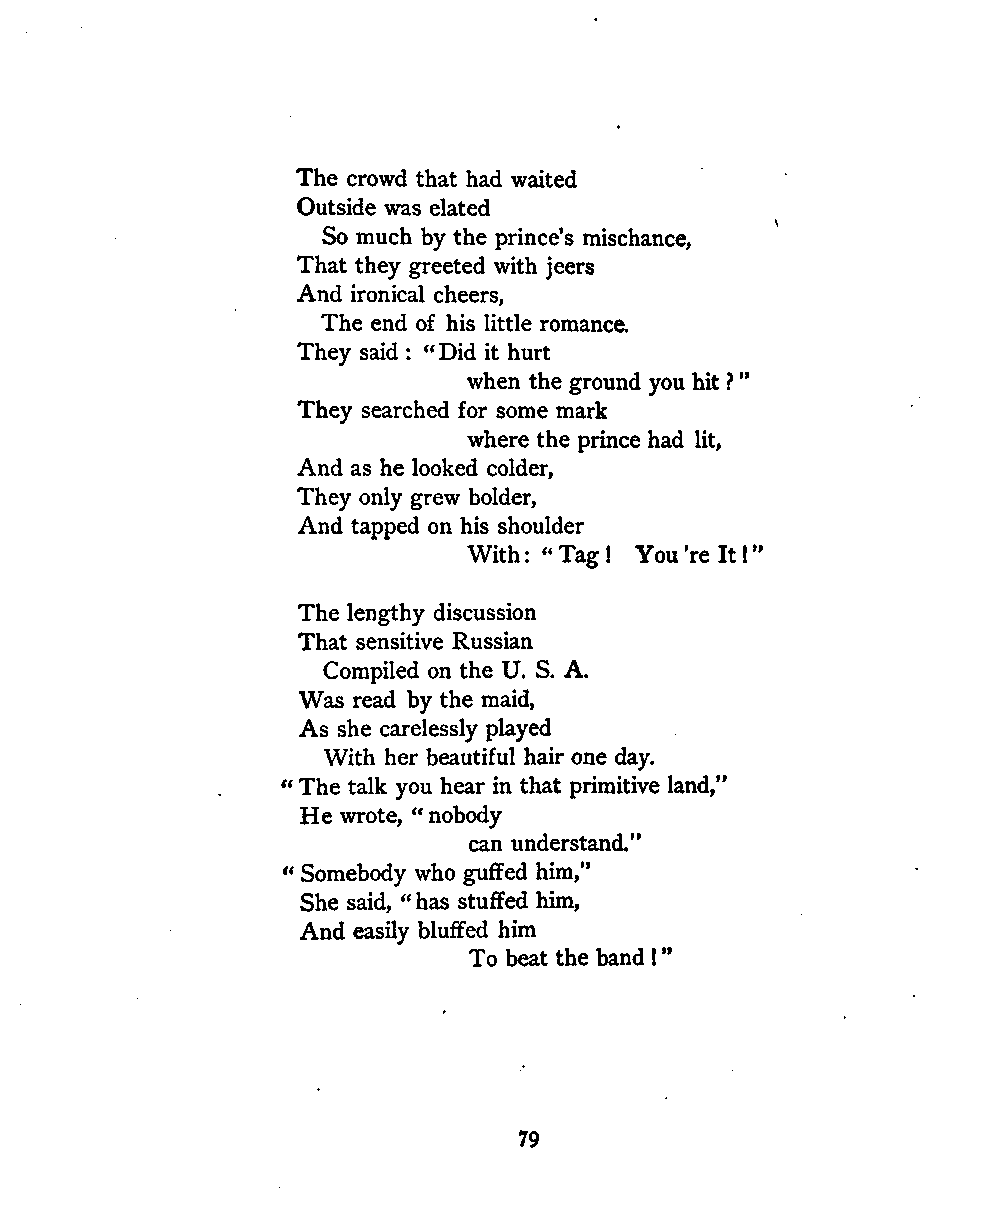 The crowd that had waited
Outside was elated
So much by the prince's mischance,
That they greeted with jeers
And ironical cheers,
The end of his little romance.
They said : “Did it hurt
when the ground you hit ? "
They searched for some mark
where the prince had lit,
And as he looked colder,
They only grew bolder,
And tapped on his shoulder
With: “ Tag ! You 're It !”
The lengthy discussion
That sensitive Russian
Compiled on the U. S. A.
Was read by the maid,
As she carelessly played
With her beautiful hair one day.
“ The talk you hear in that primitive land,”
He wrote, “ nobody
can understand.”
“ Somebody who guffed him,”
She said, “ has stuffed him,
And easily bluffed him
To beat the band !”
79